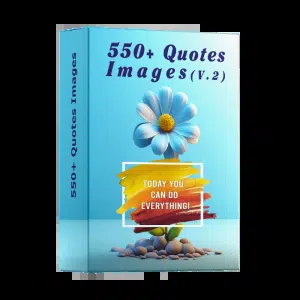 550+ Quotes
Images (V.2)
TODAY YOU
CAN DO
EVERYTHING!
550+ Quotes Images